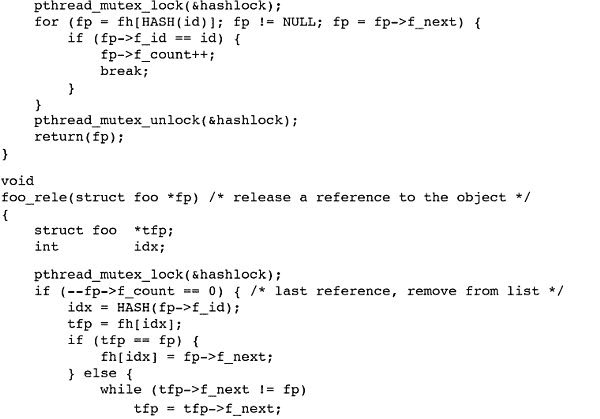 pthread_mutex_lock(&hashlock);
    for (fp = fh[HASH(id)]; fp != NULL; fp = fp->f_next) {
        if (fp->f_id == id) {
            fp->f_count++;
            break;
        }
    }
    pthread_mutex_unlock(&hashlock);
    return(fp);
}
void
foo_rele(struct foo *fp) /* release a reference to the object */
{
    struct foo  *tfp;
    int         idx;
    pthread_mutex_lock(&hashlock);
    if (--fp->f_count == 0) { /* last reference, remove from list */
        idx = HASH(fp->f_id);
        tfp = fh[idx];
        if (tfp == fp) {
            fh[idx] = fp->f_next;
        } else {
            while (tfp->f_next != fp)
                tfp = tfp->f_next;